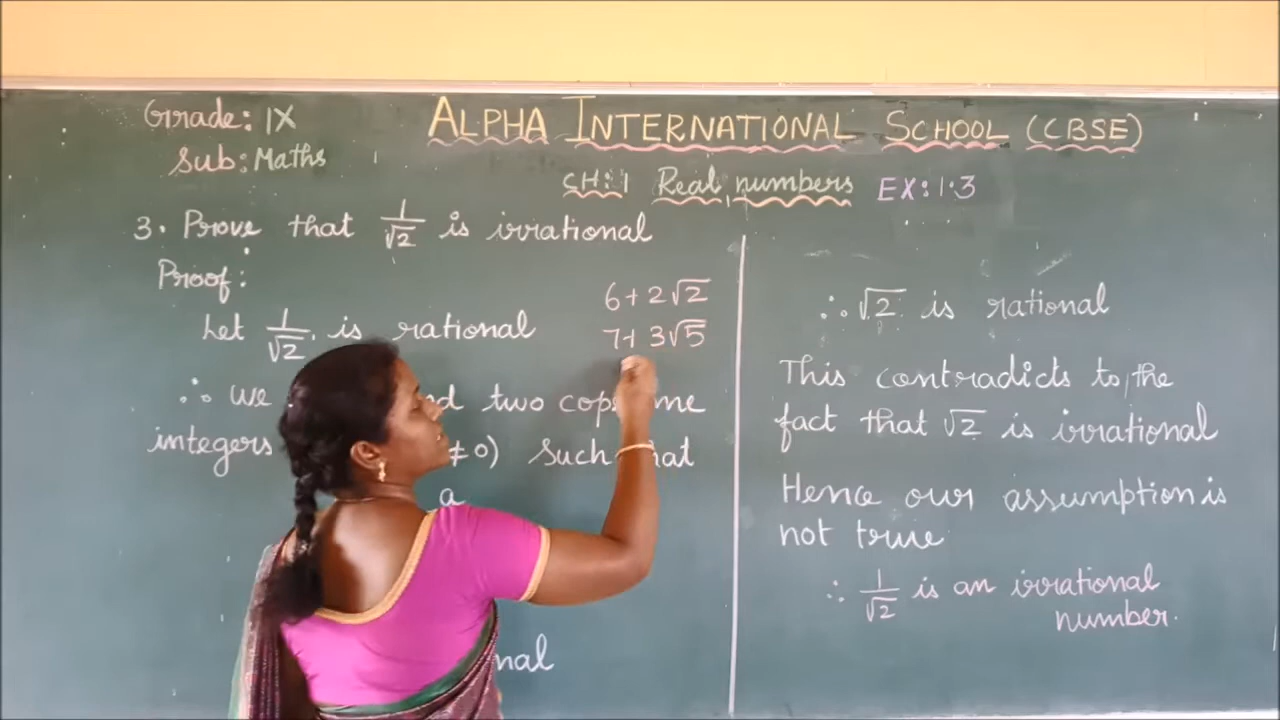 Grade: IX
Sub: Maths
ALPHA INTERNATIONAL SCHOOL (CBSE)
CH: 1 Real numbers EX: 1.3
3. Prove that 1/√2 is irrational
Proof:
Let 1/√2 is rational
6+2√2
7+3√5
∴ we two
integers ≠ 0) Such that
a
∴ √2 is rational
This contradicts to the
fact that √2 is irrational
Hence our assumption is
not true
∴ 1/√2 is an irrational
number.